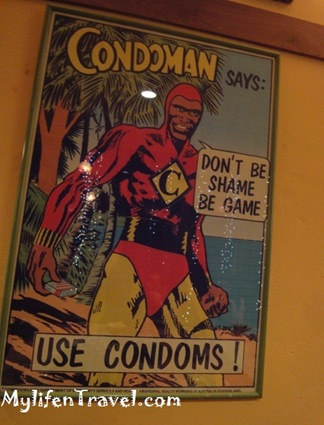 CONDOMAN SAYS:
DON'T BE
SHAME
BE GAME
C
USE CONDOMS!
MylifenTravel.com